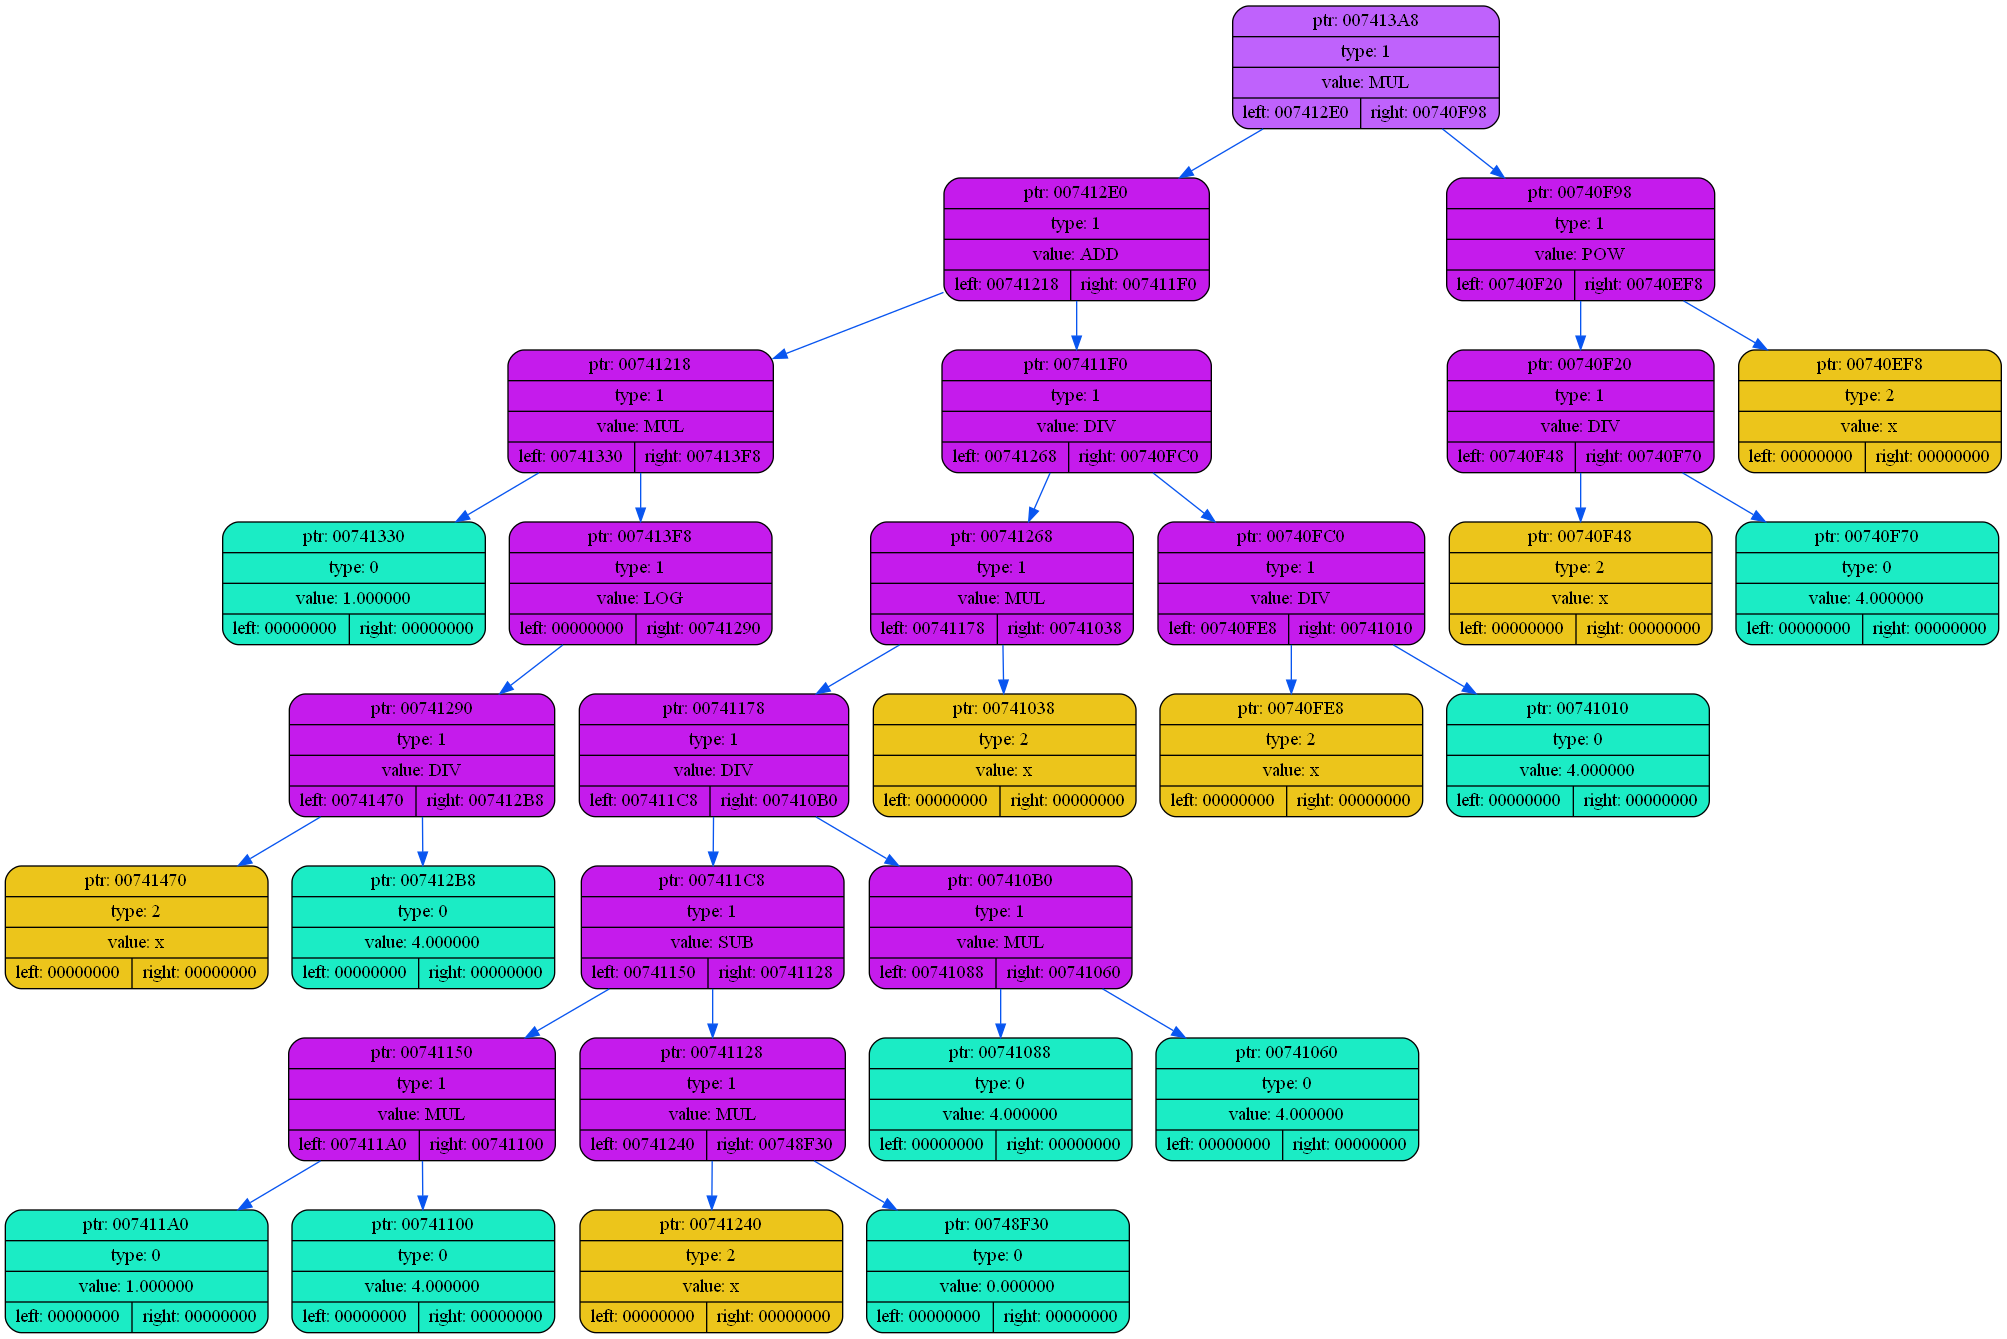 ptr: 007413A8
type: 1
value: MUL
left: 007412E0 right: 00740F98
ptr: 007412E0
type: 1
value: ADD
left: 00741218 right: 007411F0
ptr: 00740F98
type: 1
value: POW
left: 00740F20 right: 00740EF8
ptr: 00741218
type: 1
value: MUL
left: 00741330 right: 007413F8
ptr: 007411F0
type: 1
value: DIV
left: 00741268 right: 00740FC0
ptr: 00740F20
type: 1
value: DIV
left: 00740F48 right: 00740F70
ptr: 00740EF8
type: 2
value: x
left: 00000000 right: 00000000
ptr: 00741330
type: 0
value: 1.000000
left: 00000000 right: 00000000
ptr: 007413F8
type: 1
value: LOG
left: 00000000 right: 00741290
ptr: 00741268
type: 1
value: MUL
left: 00741178 right: 00741038
ptr: 00740FC0
type: 1
value: DIV
left: 00740FE8 right: 00741010
ptr: 00740F48
type: 2
value: x
left: 00000000 right: 00000000
ptr: 00740F70
type: 0
value: 4.000000
left: 00000000 right: 00000000
ptr: 00741290
type: 1
value: DIV
left: 00741470 right: 007412B8
ptr: 00741178
type: 1
value: DIV
left: 007411C8 right: 007410B0
ptr: 00741038
type: 2
value: x
left: 00000000 right: 00000000
ptr: 00740FE8
type: 2
value: x
left: 00000000 right: 00000000
ptr: 00741010
type: 0
value: 4.000000
left: 00000000 right: 00000000
ptr: 00741470
type: 2
value: x
left: 00000000 right: 00000000
ptr: 007412B8
type: 0
value: 4.000000
left: 00000000 right: 00000000
ptr: 007411C8
type: 1
value: SUB
left: 00741150 right: 00741128
ptr: 007410B0
type: 1
value: MUL
left: 00741088 right: 00741060
ptr: 00741150
type: 1
value: MUL
left: 007411A0 right: 00741100
ptr: 00741128
type: 1
value: MUL
left: 00741240 right: 00748F30
ptr: 00741088
type: 0
value: 4.000000
left: 00000000 right: 00000000
ptr: 00741060
type: 0
value: 4.000000
left: 00000000 right: 00000000
ptr: 007411A0
type: 0
value: 1.000000
left: 00000000 right: 00000000
ptr: 00741100
type: 0
value: 4.000000
left: 00000000 right: 00000000
ptr: 00741240
type: 2
value: x
left: 00000000 right: 00000000
ptr: 00748F30
type: 0
value: 0.000000
left: 00000000 right: 00000000